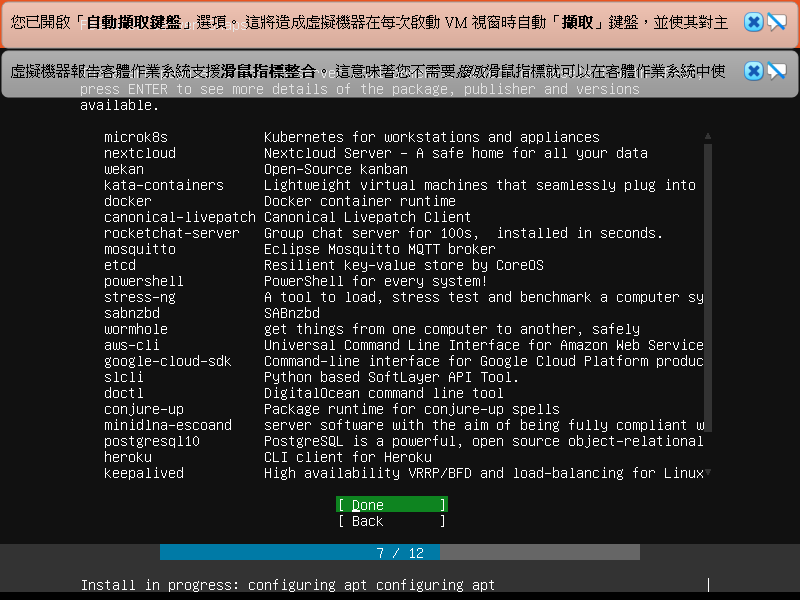 您已開啟「自動擷取鍵盤」選項。這將造成虛擬機器在每次啟動 VM 視窗時自動「擷取」鍵盤，並使其對主
虛擬機器報告客體作業系統支援滑鼠指標整合。這意味著您不需要擷取滑鼠指標就可以在客體作業系統中使
press ENTER to see more details of the package, publisher and versions
available.
microk8s Kubernetes for workstations and appliances
nextcloud Nextcloud Server - A safe home for all your data
wekan Open-Source kanban
kata-containers Lightweight virtual machines that seamlessly plug into
docker Docker container runtime
canonical-livepatch Canonical Livepatch Client
rocketchat-server Group chat server for 100s, installed in seconds.
mosquitto Eclipse Mosquitto MQTT broker
etcd Resilient key-value store by CoreOS
powershell PowerShell for every system!
stress-ng A tool to load, stress test and benchmark a computer sy
sabnzbd SABnzbd
wormhole get things from one computer to another, safely
aws-cli Universal Command Line Interface for Amazon Web Service
google-cloud-sdk Command-line interface for Google Cloud Platform produc
slcli Python based SoftLayer API Tool.
doctl DigitalOcean command line tool
conjure-up Package runtime for conjure-up spells
minidlna-escoand server software with the aim of being fully compliant w
postgresql10 PostgreSQL is a powerful, open source object-relational
heroku CLI client for Heroku
keepalived High availability VRRP/BFD and load-balancing for Linux
[ Done ]
[ Back ]
7 / 12
Install in progress: configuring apt configuring apt